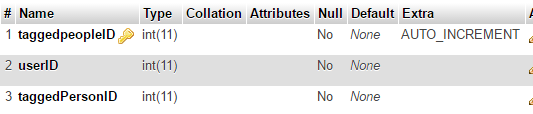 # Name Type Collation Attributes Null Default Extra
1 taggedpeopleID int(11) No None AUTO_INCREMENT
2 userID int(11) No None
3 taggedPersonID int(11) No None